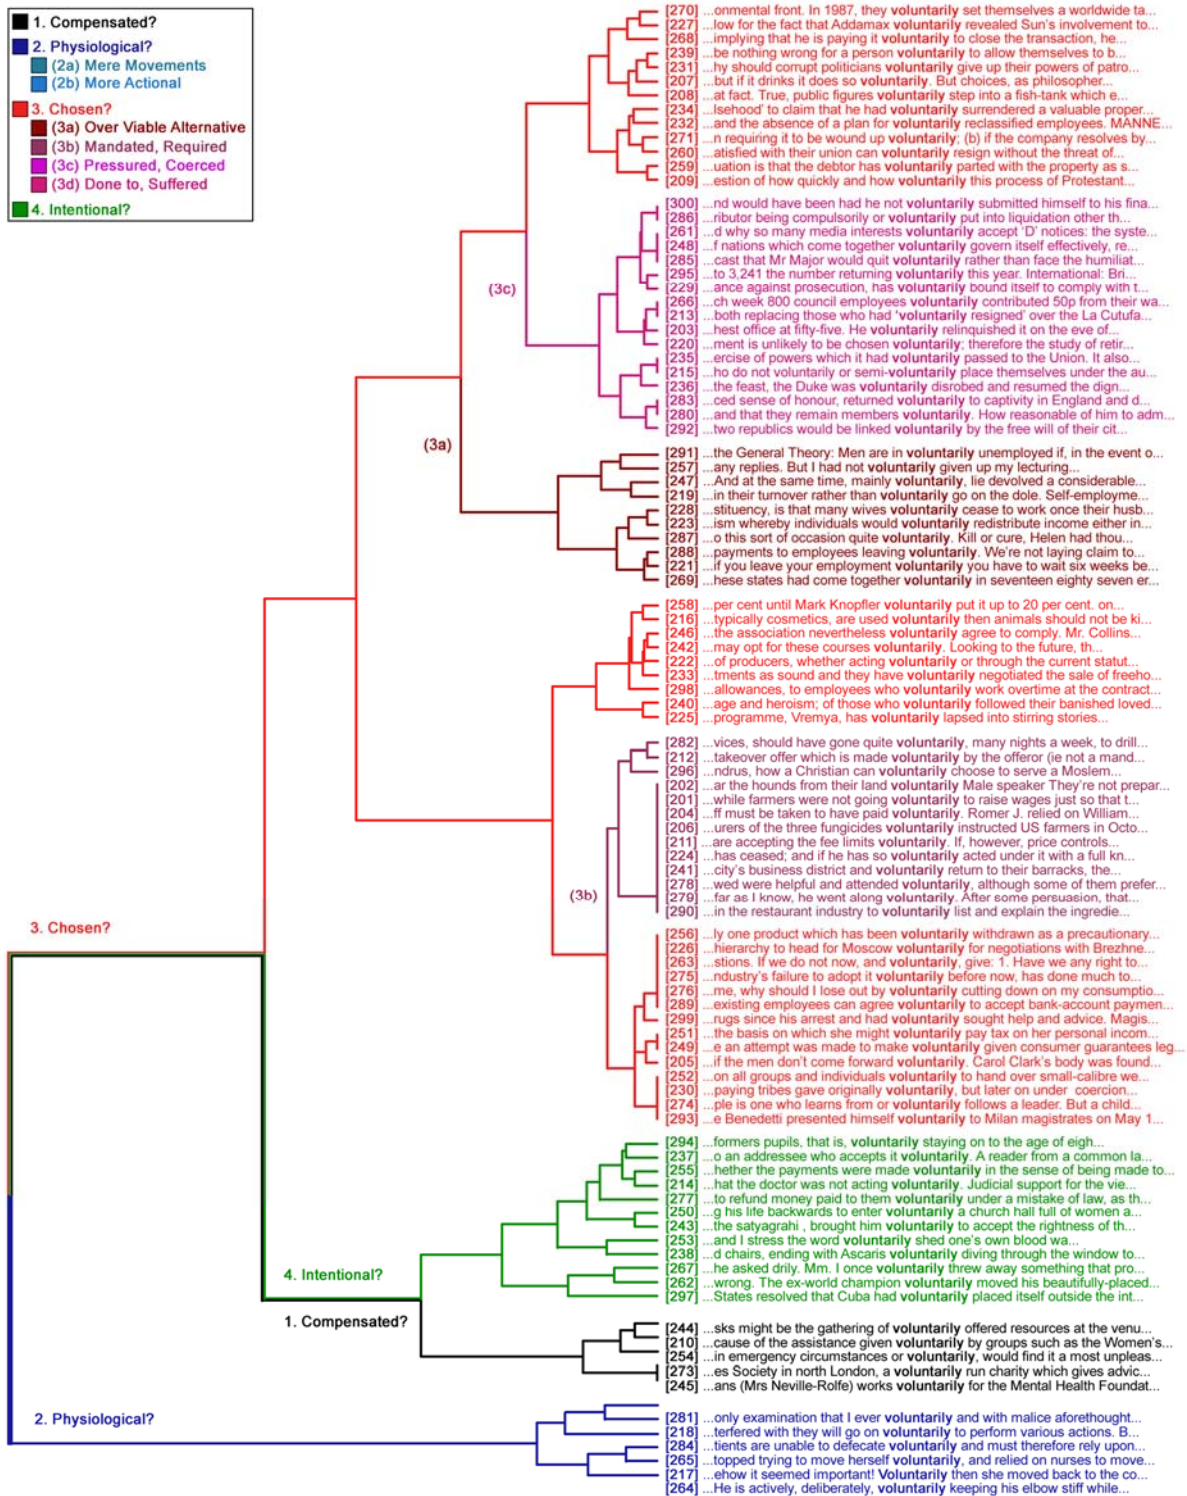 1. Compensated?
2. Physiological?
(2a) Mere Movements
(2b) More Actional
3. Chosen?
(3a) Over Viable Alternative
(3b) Mandated, Required
(3c) Pressured, Coerced
(3d) Done to, Suffered
4. Intentional?
[270] ...onmental front. In 1987, they voluntarily set themselves a worldwide ta...
[227] ...low for the fact that Addamax voluntarily revealed Sun's involvement to...
[268] ...implying that he is paying it voluntarily to close the transaction, he...
[239] ...be nothing wrong for a person voluntarily to allow themselves to b...
[231] ...hy should corrupt politicians voluntarily give up their powers of patro...
[207] ...but if it drinks it does so voluntarily. But choices, as philosopher...
[208] ...at fact. True, public figures voluntarily step into a fish-tank which e...
[234] ...lsehood' to claim that he had voluntarily surrendered a valuable proper...
[232] ...and the absence of a plan for voluntarily reclassified employees. MANNE...
[271] ...n requiring it to be wound up voluntarily; (b) if the company resolves by...
[260] ...atisfied with their union can voluntarily resign without the threat of...
[259] ...uation is that the debtor has voluntarily parted with the property as s...
[209] ...estion of how quickly and how voluntarily this process of Protestant...
[300] ...nd would have been had he not voluntarily submitted himself to his fina...
[286] ...ributor being compulsorily or voluntarily put into liquidation other th...
[261] ...d why so many media interests voluntarily accept 'D' notices: the syste...
[248] ...f nations which come together voluntarily govern itself effectively, re...
[285] ...cast that Mr Major would quit voluntarily rather than face the humiliat...
[295] ...to 3,241 the number returning voluntarily this year. International: Bri...
[229] ...ance against prosecution, has voluntarily bound itself to comply with t...
[266] ...ch week 800 council employees voluntarily contributed 50p from their wa...
[213] ...both replacing those who had 'voluntarily resigned' over the La Cutufa...
[203] ...hest office at fifty-five. He voluntarily relinquished it on the eve of...
[220] ...ment is unlikely to be chosen voluntarily; therefore the study of retir...
(3c)
[235] ...ercise of powers which it had voluntarily passed to the Union. It also...
[215] ...ho do not voluntarily or semi-voluntarily place themselves under the au...
[236] ...the feast, the Duke was voluntarily disrobed and resumed the dign...
[283] ...ced sense of honour, returned voluntarily to captivity in England and d...
[280] ...and that they remain members voluntarily. How reasonable of him to adm...
[292] ...two republics would be linked voluntarily by the free will of their cit...
(3a)
[291] ...the General Theory: Men are in voluntarily unemployed if, in the event o...
[257] ...any replies. But I had not voluntarily given up my lecturing...
[247] ...And at the same time, mainly voluntarily, lie devolved a considerable...
[219] ...in their turnover rather than voluntarily go on the dole. Self-employme...
[228] ...stituency, is that many wives voluntarily cease to work once their husb...
[223] ...ism whereby individuals would voluntarily redistribute income either in...
[287] ...o this sort of occasion quite voluntarily. Kill or cure, Helen had thou...
[288] ...payments to employees leaving voluntarily. We're not laying claim to...
[221] ...if you leave your employment voluntarily you have to wait six weeks be...
[269] ...hese states had come together voluntarily in seventeen eighty seven er...
[258] ...per cent until Mark Knopfler voluntarily put it up to 20 per cent. on...
[216] ...typically cosmetics, are used voluntarily then animals should not be ki...
[246] ...the association nevertheless voluntarily agree to comply. Mr. Collins...
[242] ...may opt for these courses voluntarily. Looking to the future, th...
[222] ...of producers, whether acting voluntarily or through the current statut...
[233] ...tments as sound and they have voluntarily negotiated the sale of freeho...
[298] ...allowances, to employees who voluntarily work overtime at the contract...
[240] ...age and heroism; of those who voluntarily followed their banished loved...
[225] ...programme, Vremya, has voluntarily lapsed into stirring stories...
[282] ...vices, should have gone quite voluntarily, many nights a week, to drill...
[212] ...takeover offer which is made voluntarily by the offeror (ie not a mand...
[296] ...ndrus, how a Christian can voluntarily choose to serve a Moslem...
[202] ...ar the hounds from their land voluntarily Male speaker They're not prepar...
[201] ...while farmers were not going voluntarily to raise wages just so that t...
[204] ...ff must be taken to have paid voluntarily. Romer J. relied on William...
[206] ...urers of the three fungicides voluntarily instructed US farmers in Octo...
[211] ...are accepting the fee limits voluntarily. If, however, price controls...
[224] ...has ceased; and if he has so voluntarily acted under it with a full kn...
[241] ...city's business district and voluntarily return to their barracks, the...
[278] ...wed were helpful and attended voluntarily, although some of them prefer...
(3b)
[279] ...far as I know, he went along voluntarily. After some persuasion, that...
[290] ...in the restaurant industry to voluntarily list and explain the ingredie...
3. Chosen?
[256] ...ly one product which has been voluntarily withdrawn as a precautionary...
[226] ...hierarchy to head for Moscow voluntarily for negotiations with Brezhne...
[263] ...stions. If we do not now, and voluntarily, give: 1. Have we any right to...
[275] ...ndustry's failure to adopt it voluntarily before now, has done much to...
[276] ...me, why should I lose out by voluntarily cutting down on my consumptio...
[289] ...existing employees can agree voluntarily to accept bank-account paymen...
[299] ...rugs since his arrest and had voluntarily sought help and advice. Magis...
[251] ...the basis on which she might voluntarily pay tax on her personal incom...
[249] ...e an attempt was made to make voluntarily given consumer guarantees leg...
[205] ...if the men don't come forward voluntarily. Carol Clark's body was found...
[252] ...on all groups and individuals voluntarily to hand over small-calibre we...
[230] ...paying tribes gave originally voluntarily, but later on under coercion...
[274] ...ple is one who learns from or voluntarily follows a leader. But a child...
[293] ...e Benedetti presented himself voluntarily to Milan magistrates on May 1...
[294] ...formers pupils, that is, voluntarily staying on to the age of eigh...
[237] ...o an addressee who accepts it voluntarily. A reader from a common la...
[255] ...hether the payments were made voluntarily in the sense of being made to...
[214] ...hat the doctor was not acting voluntarily. Judicial support for the vie...
[277] ...to refund money paid to them voluntarily under a mistake of law, as th...
[250] ...g his life backwards to enter voluntarily a church hall full of women a...
[243] ...the satyagrahi , brought him voluntarily to accept the rightness of th...
[253] ...and I stress the word voluntarily shed one's own blood wa...
[238] ...d chairs, ending with Ascaris voluntarily diving through the window to...
[267] ...he asked drily. Mm. I once voluntarily threw away something that pro...
4. Intentional?
[262] ...wrong. The ex-world champion voluntarily moved his beautifully-placed...
[297] ...States resolved that Cuba had voluntarily placed itself outside the int...
1. Compensated?
[244] ...sks might be the gathering of voluntarily offered resources at the venu...
[210] ...cause of the assistance given voluntarily by groups such as the Women's...
[254] ...in emergency circumstances or voluntarily, would find it a most unpleas...
[273] ...es Society in north London, a voluntarily run charity which gives advic...
[245] ...ans (Mrs Neville-Rolfe) works voluntarily for the Mental Health Foundat...
2. Physiological?
[281] ...only examination that I ever voluntarily and with malice aforethought...
[218] ...terfered with they will go on voluntarily to perform various actions. B...
[284] ...tients are unable to defecate voluntarily and must therefore rely upon...
[265] ...topped trying to move herself voluntarily, and relied on nurses to move...
[217] ...ehow it seemed important! Voluntarily then she moved back to the co...
[264] ...He is actively, deliberately, voluntarily keeping his elbow stiff while...